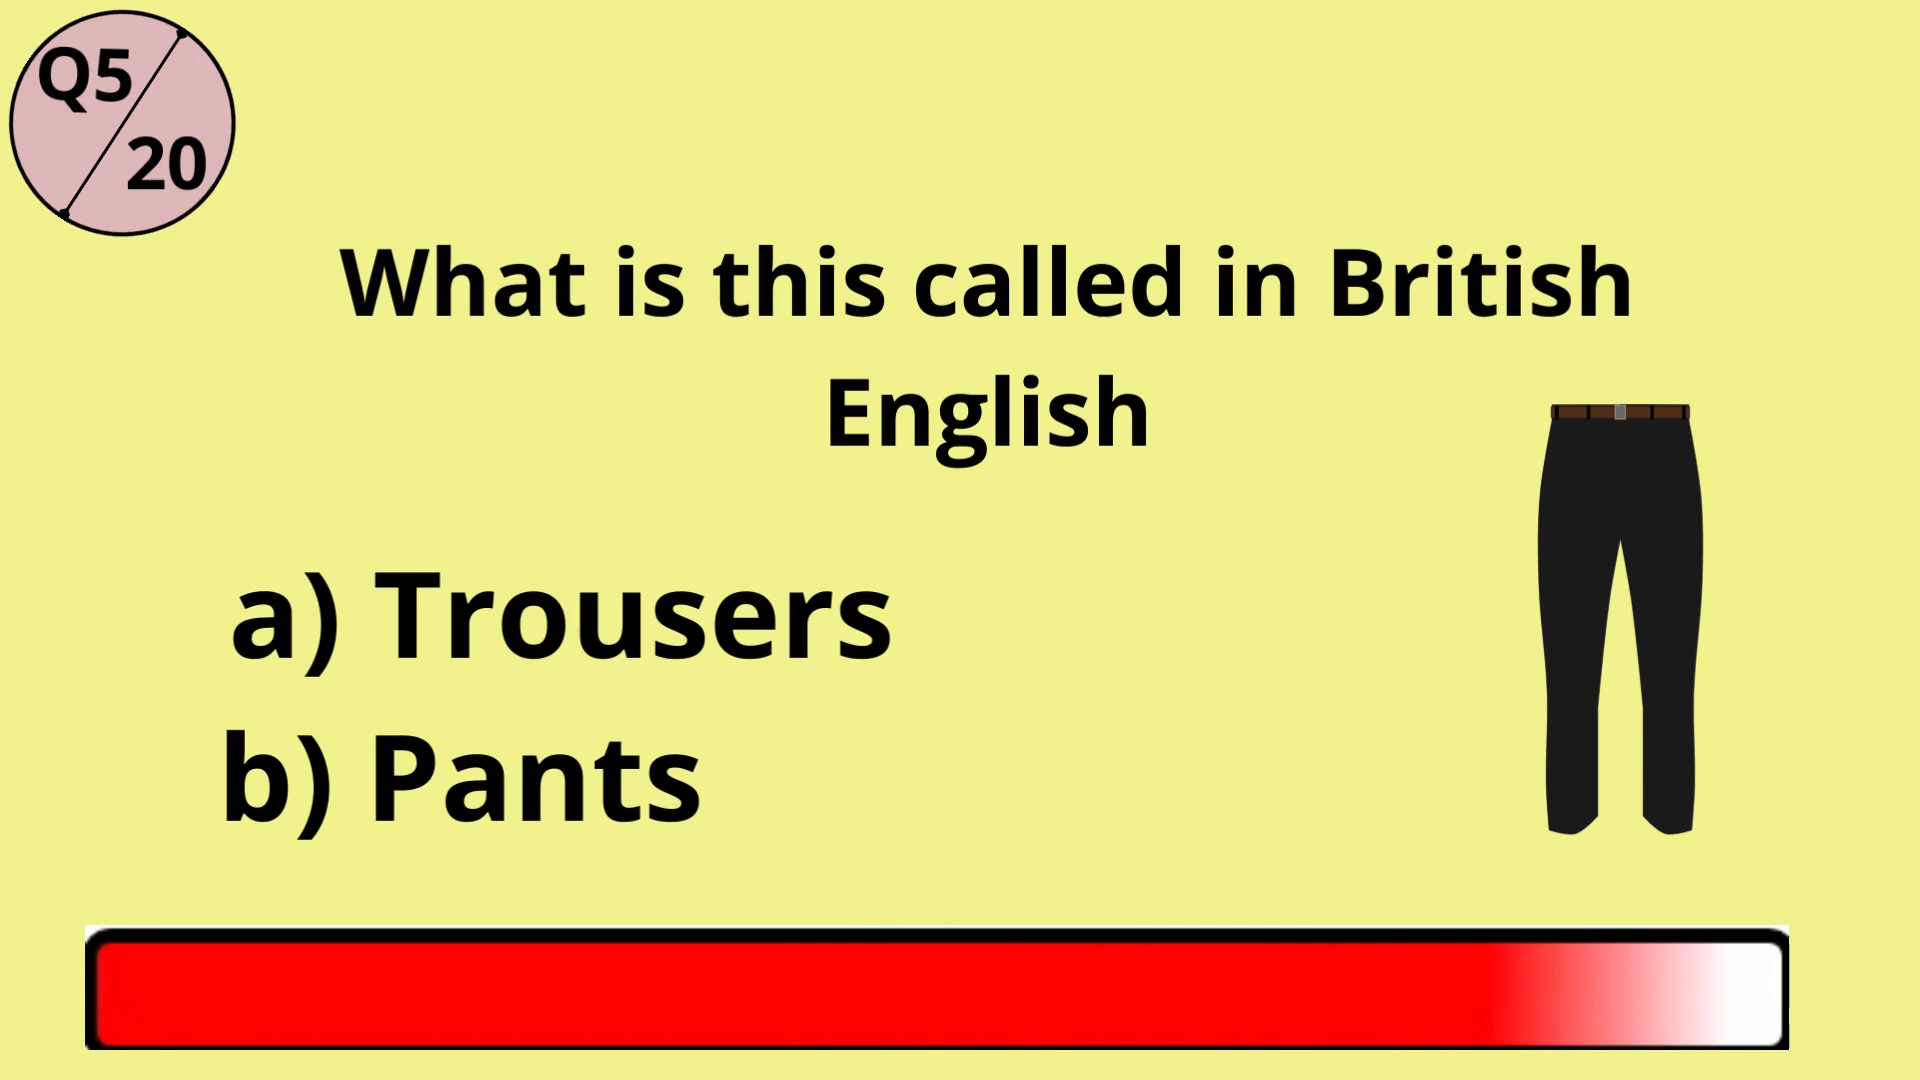 Q5
20
What is this called in British
English
a) Trousers
b) Pants